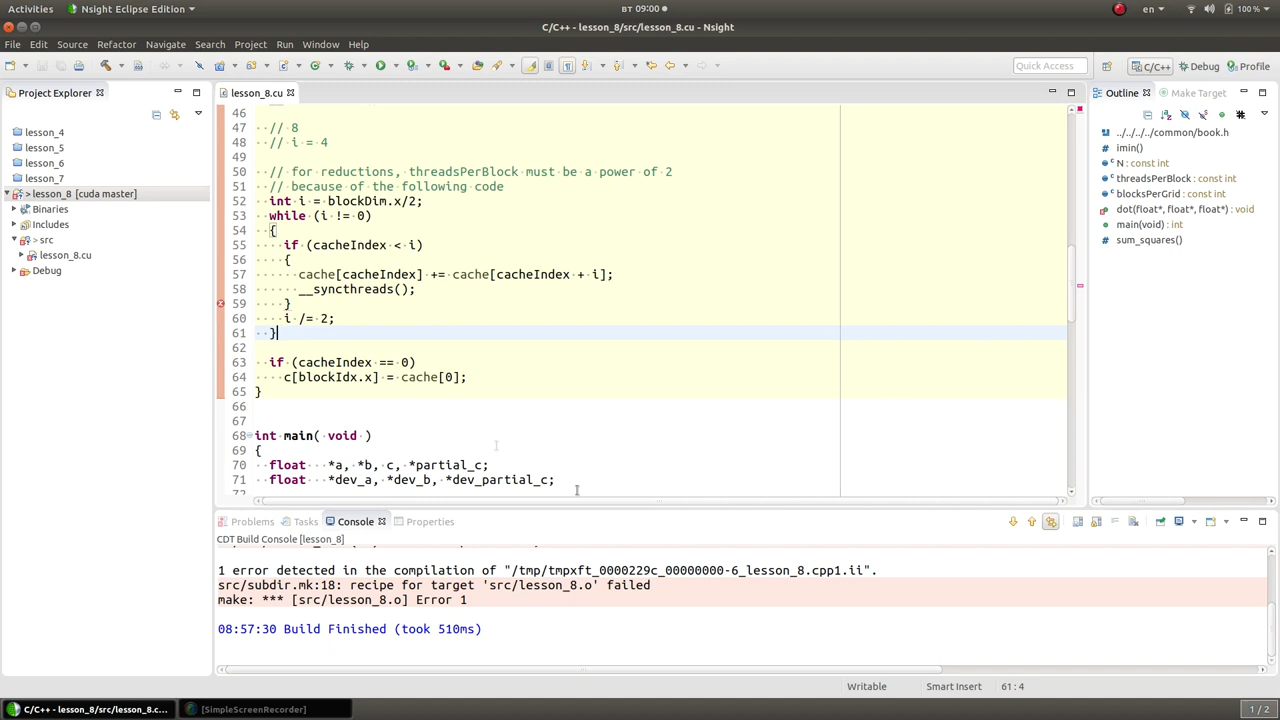 Activities Nsight Eclipse Edition ▾ вт 09:00 en ▾ 100 % ▾
C/C++ - lesson_8/src/lesson_8.cu - Nsight
File Edit Source Refactor Navigate Search Project Run Window Help
Quick Access C/C++ Debug Profile
Project Explorer
lesson_8.cu
Outline Make Target
lesson_4
lesson_5
lesson_6
lesson_7
> lesson_8 [cuda master]
Binaries
Includes
> src
lesson_8.cu
Debug
46
47 // 8
48 // i = 4
49
50 // for reductions, threadsPerBlock must be a power of 2
51 // because of the following code
52 int i = blockDim.x/2;
53 while (i != 0)
54 {
55 if (cacheIndex < i)
56 {
57 cache[cacheIndex] += cache[cacheIndex + i];
58 __syncthreads();
59 }
60 i /= 2;
61 }
62
63 if (cacheIndex == 0)
64 c[blockIdx.x] = cache[0];
65 }
66
67
68 int main( void )
69 {
70 float *a, *b, c, *partial_c;
71 float *dev_a, *dev_b, *dev_partial_c;
../../../../common/book.h
imin()
N : const int
threadsPerBlock : const int
blocksPerGrid : const int
dot(float*, float*, float*) : void
main(void) : int
sum_squares()
Problems Tasks Console Properties
CDT Build Console [lesson_8]
1 error detected in the compilation of "/tmp/tmpxft_0000229c_00000000-6_lesson_8.cpp1.ii".
src/subdir.mk:18: recipe for target 'src/lesson_8.o' failed
make: *** [src/lesson_8.o] Error 1
08:57:30 Build Finished (took 510ms)
Writable Smart Insert 61 : 4
C/C++ - lesson_8/src/lesson_8.c... [SimpleScreenRecorder] 1 / 2